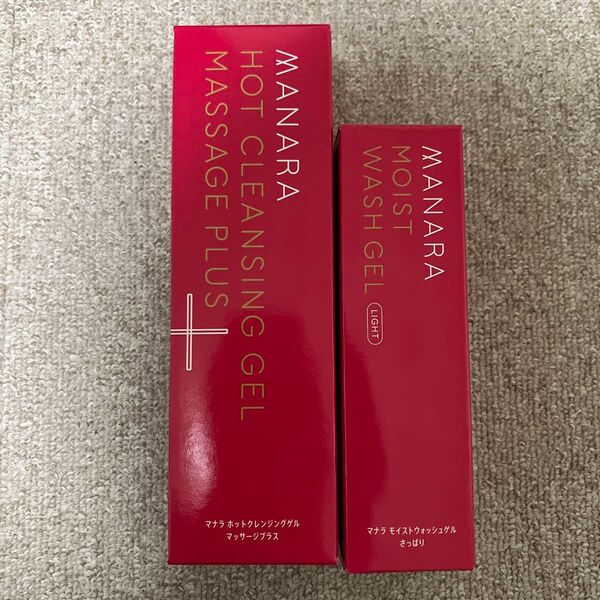 MANARA
HOT CLEANSING GEL
MASSAGE PLUS
マナラ ホットクレンジングゲル
マッサージプラス
MANARA
MOIST
WASH GEL
LIGHT
マナラ モイストウォッシュゲル
さっぱり